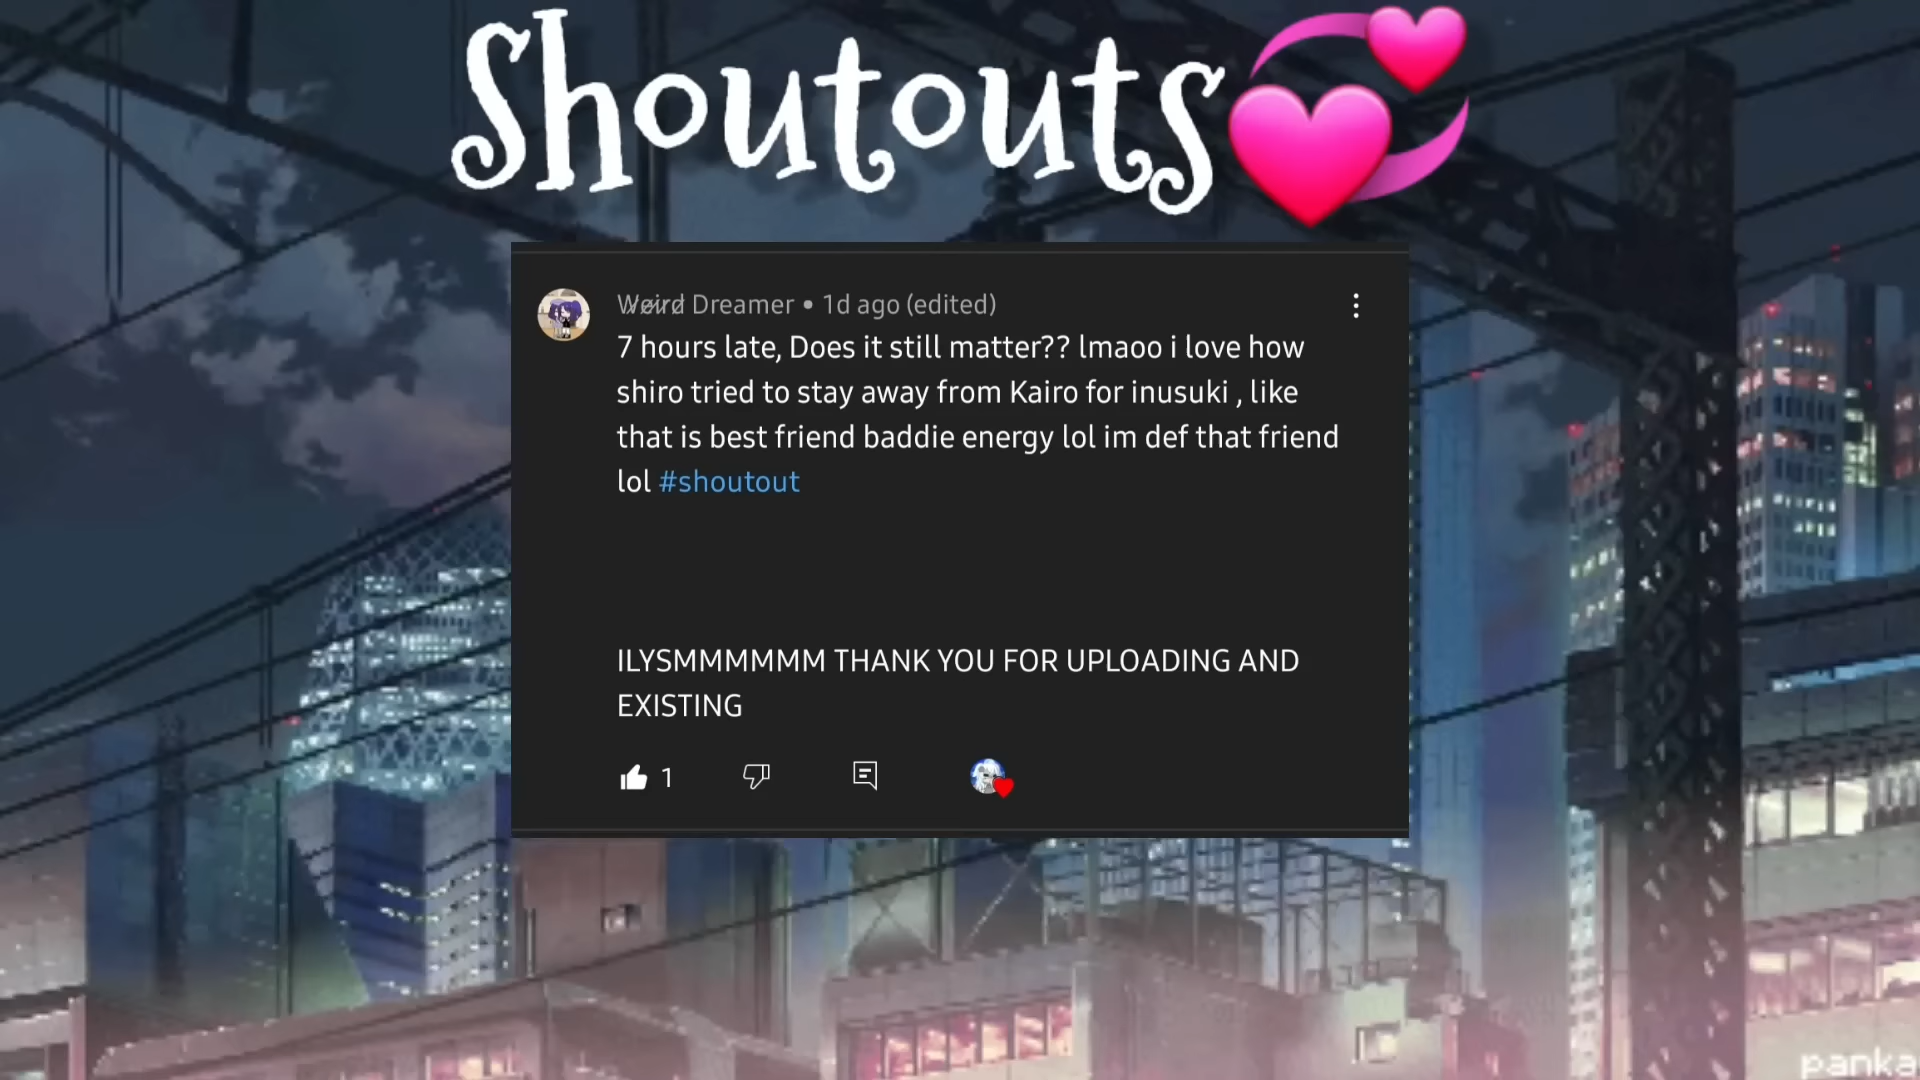 Shoutouts💞
Weird Dreamer • 1d ago (edited)
7 hours late, Does it still matter?? lmaoo i love how
shiro tried to stay away from Kairo for inusuki , like
that is best friend baddie energy lol im def that friend
lol #shoutout
ILYSMMMMMM THANK YOU FOR UPLOADING AND
EXISTING
1
panka